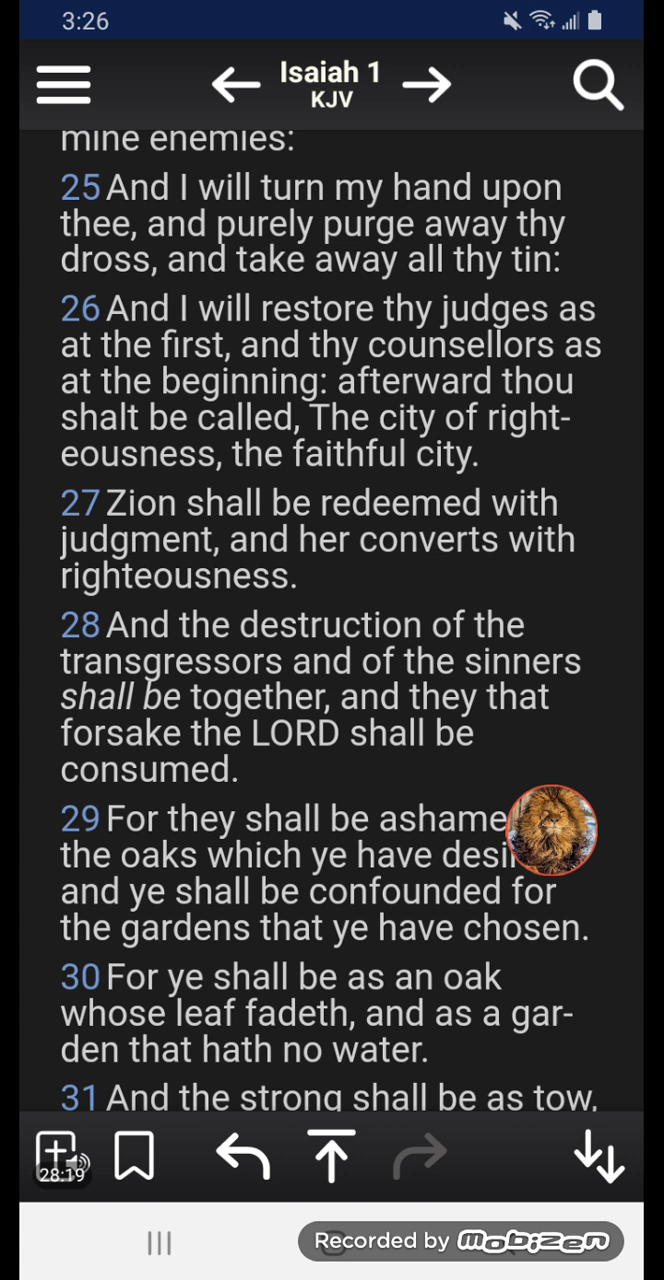 3:26
Isaiah 1
KJV
mine enemies:
25 And I will turn my hand upon
thee, and purely purge away thy
dross, and take away all thy tin:
26 And I will restore thy judges as
at the first, and thy counsellors as
at the beginning: afterward thou
shalt be called, The city of right-
eousness, the faithful city.
27 Zion shall be redeemed with
judgment, and her converts with
righteousness.
28 And the destruction of the
transgressors and of the sinners
shall be together, and they that
forsake the LORD shall be
consumed.
29 For they shall be ashame
the oaks which ye have desi
and ye shall be confounded for
the gardens that ye have chosen.
30 For ye shall be as an oak
whose leaf fadeth, and as a gar-
den that hath no water.
31 And the strong shall be as tow,
28:19
Recorded by mobizen